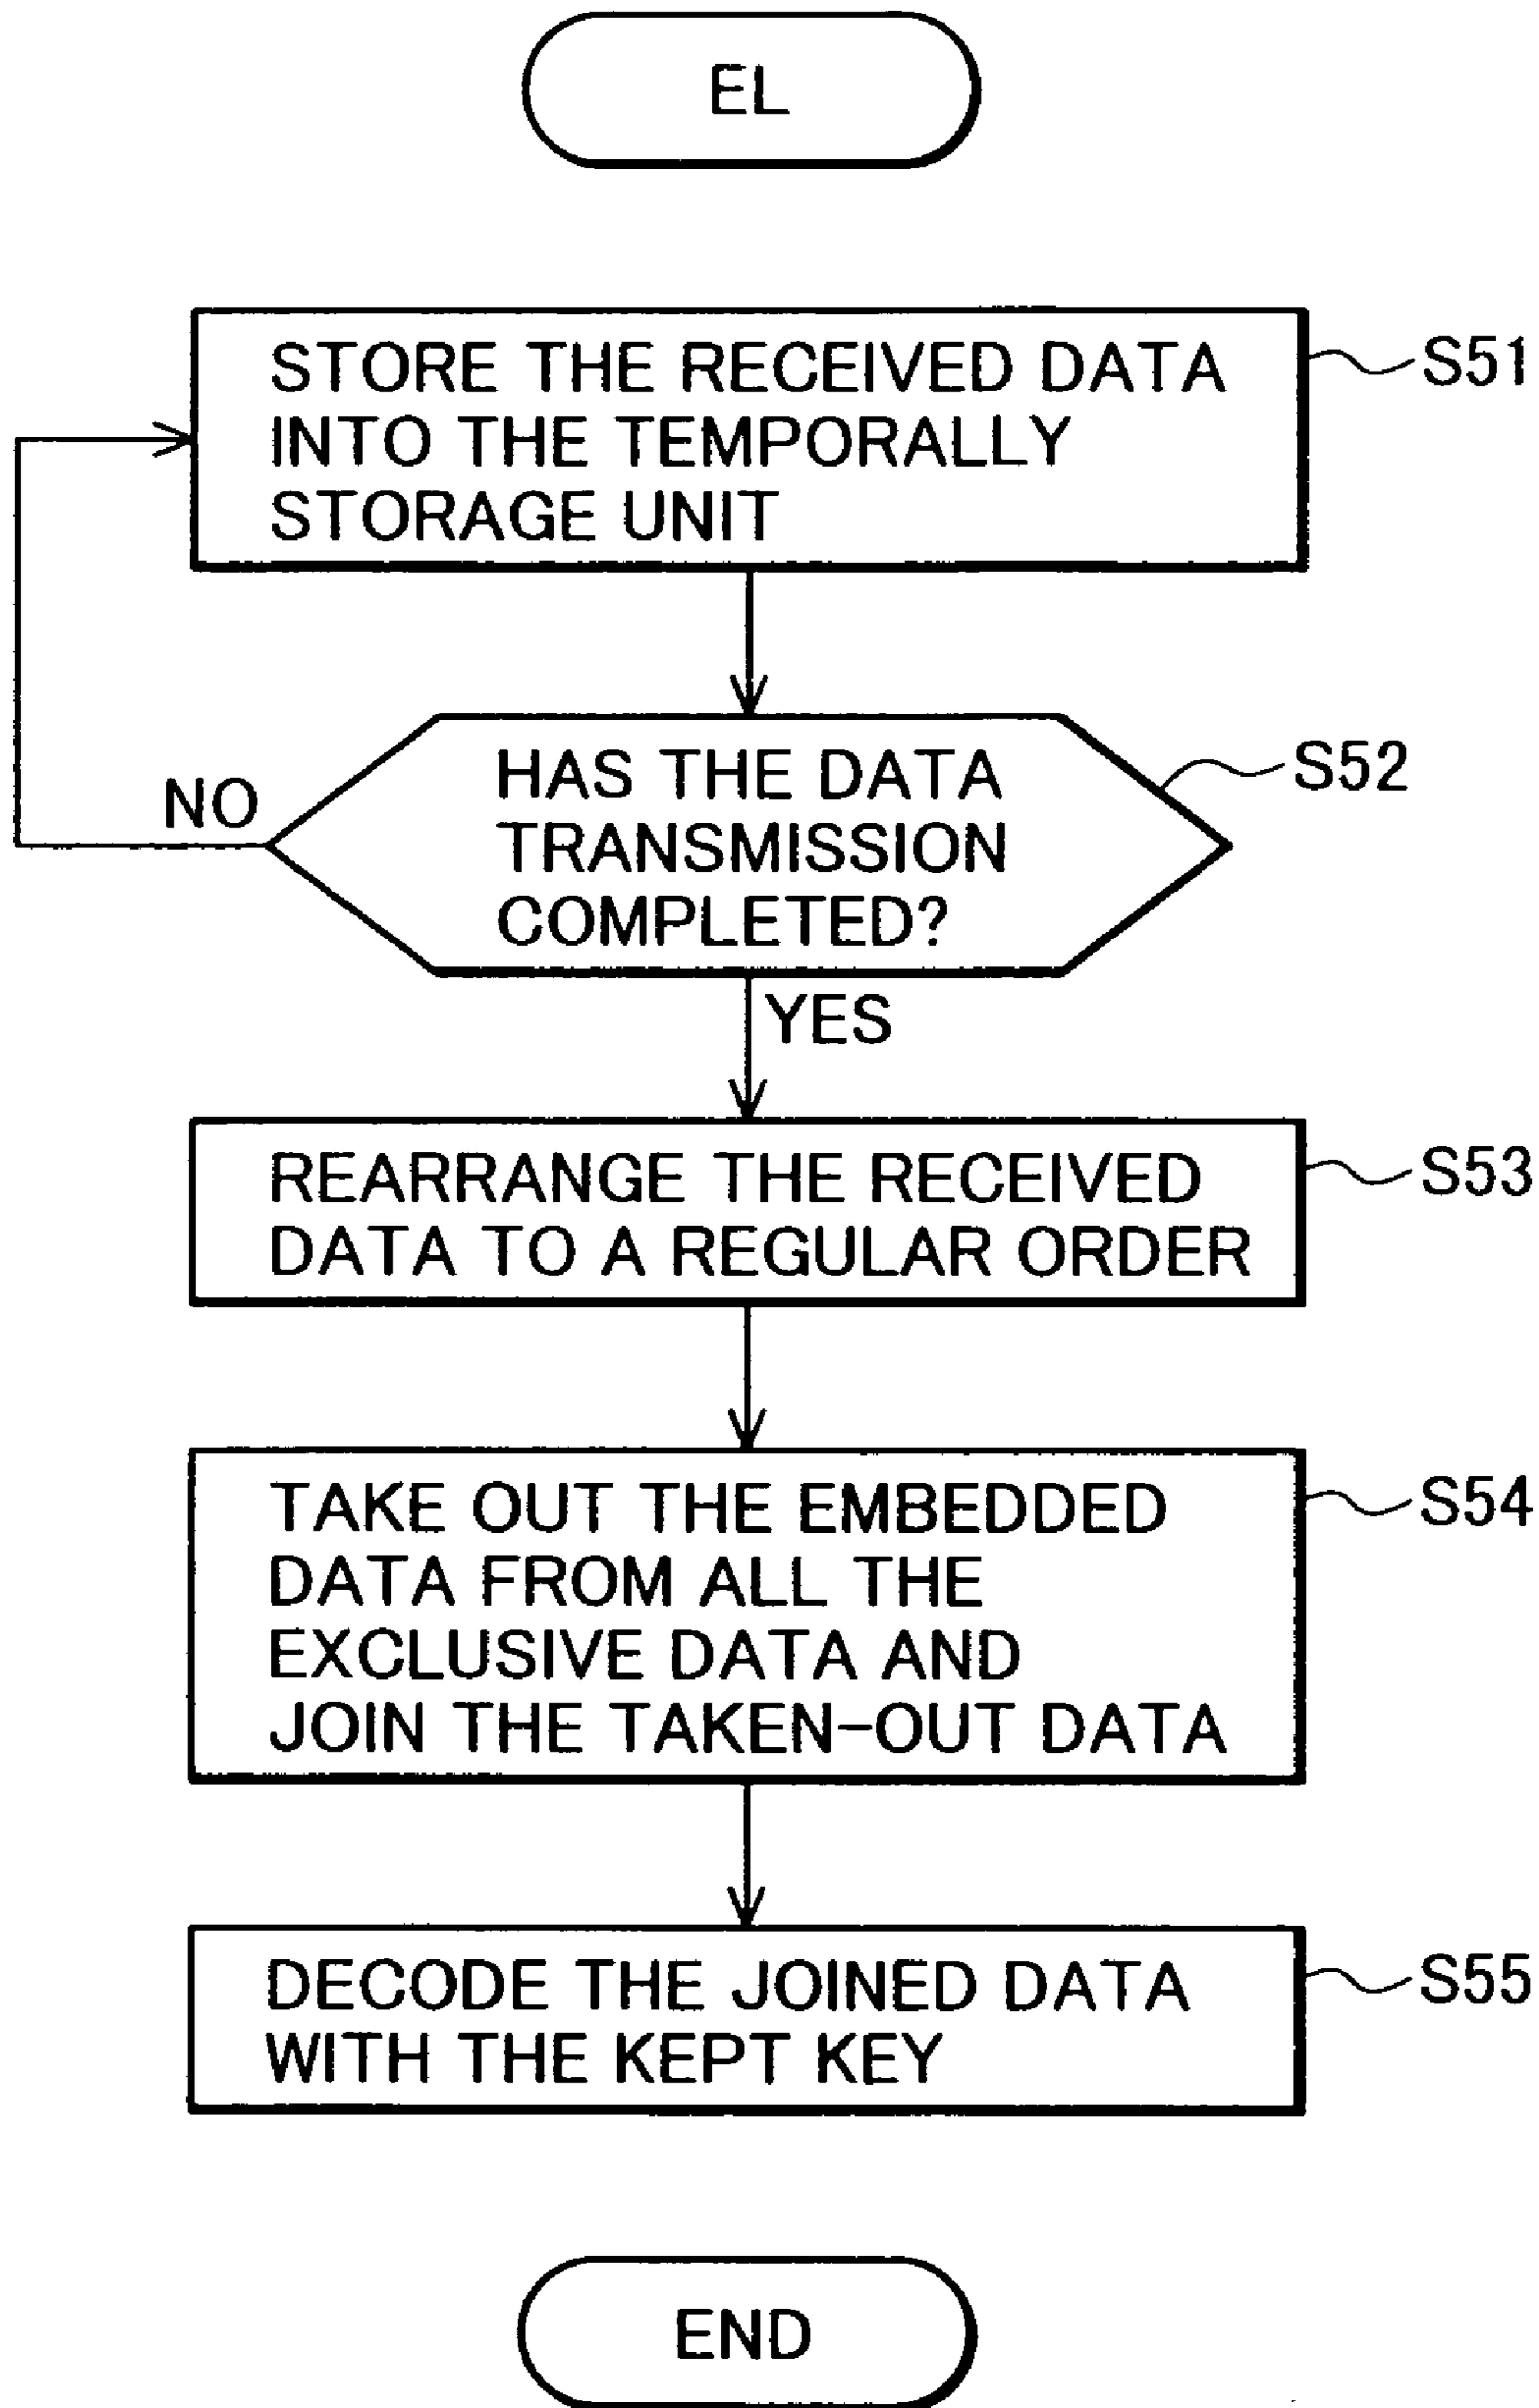 EL
STORE THE RECEIVED DATA
INTO THE TEMPORALLY
STORAGE UNIT
S51
HAS THE DATA
TRANSMISSION
COMPLETED?
S52
NO
YES
REARRANGE THE RECEIVED
DATA TO A REGULAR ORDER
S53
TAKE OUT THE EMBEDDED
DATA FROM ALL THE
EXCLUSIVE DATA AND
JOIN THE TAKEN-OUT DATA
S54
DECODE THE JOINED DATA
WITH THE KEPT KEY
S55
END